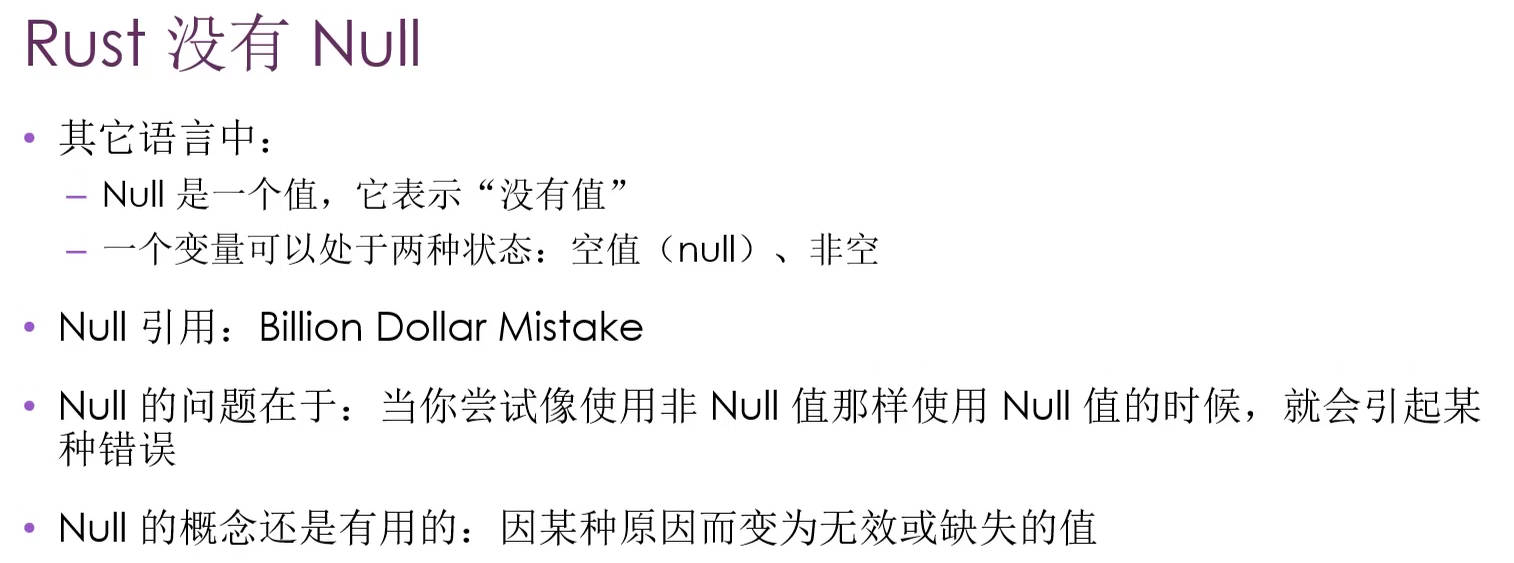 Rust 没有 Null
• 其它语言中：
– Null 是一个值，它表示“没有值”
– 一个变量可以处于两种状态：空值（null）、非空
• Null 引用：Billion Dollar Mistake
• Null 的问题在于：当你尝试像使用非 Null 值那样使用 Null 值的时候，就会引起某
种错误
• Null 的概念还是有用的：因某种原因而变为无效或缺失的值